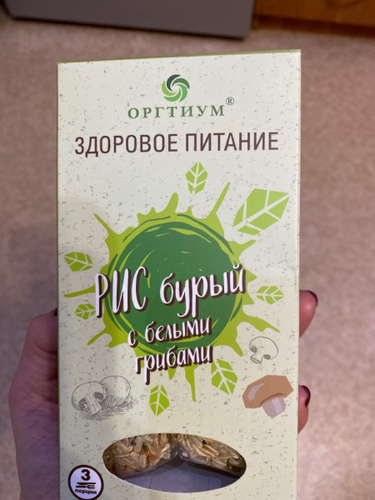 ОРГТИУМ®
ЗДОРОВОЕ ПИТАНИЕ
РИС бурый
с белыми
грибами
3
порции